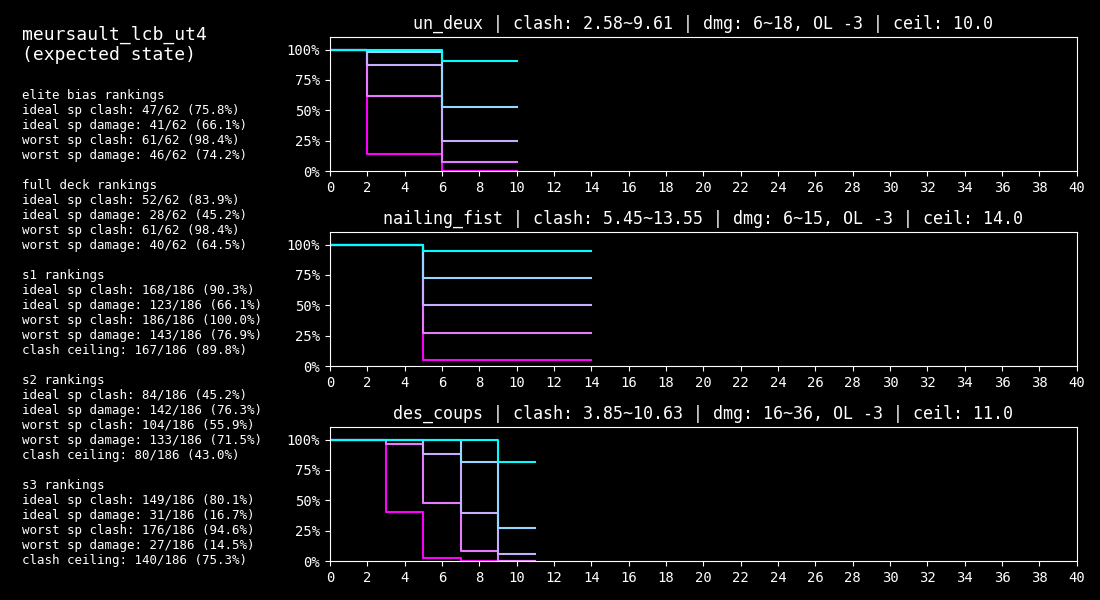 meursault_lcb_ut4
(expected state)
elite bias rankings
ideal sp clash: 47/62 (75.8%)
ideal sp damage: 41/62 (66.1%)
worst sp clash: 61/62 (98.4%)
worst sp damage: 46/62 (74.2%)
full deck rankings
ideal sp clash: 52/62 (83.9%)
ideal sp damage: 28/62 (45.2%)
worst sp clash: 61/62 (98.4%)
worst sp damage: 40/62 (64.5%)
s1 rankings
ideal sp clash: 168/186 (90.3%)
ideal sp damage: 123/186 (66.1%)
worst sp clash: 186/186 (100.0%)
worst sp damage: 143/186 (76.9%)
clash ceiling: 167/186 (89.8%)
s2 rankings
ideal sp clash: 84/186 (45.2%)
ideal sp damage: 142/186 (76.3%)
worst sp clash: 104/186 (55.9%)
worst sp damage: 133/186 (71.5%)
clash ceiling: 80/186 (43.0%)
s3 rankings
ideal sp clash: 149/186 (80.1%)
ideal sp damage: 31/186 (16.7%)
worst sp clash: 176/186 (94.6%)
worst sp damage: 27/186 (14.5%)
clash ceiling: 140/186 (75.3%)
un_deux | clash: 2.58~9.61 | dmg: 6~18, OL -3 | ceil: 10.0
100%
75%
50%
25%
0%
0 2 4 6 8 10 12 14 16 18 20 22 24 26 28 30 32 34 36 38 40
nailing_fist | clash: 5.45~13.55 | dmg: 6~15, OL -3 | ceil: 14.0
100%
75%
50%
25%
0%
0 2 4 6 8 10 12 14 16 18 20 22 24 26 28 30 32 34 36 38 40
des_coups | clash: 3.85~10.63 | dmg: 16~36, OL -3 | ceil: 11.0
100%
75%
50%
25%
0%
0 2 4 6 8 10 12 14 16 18 20 22 24 26 28 30 32 34 36 38 40